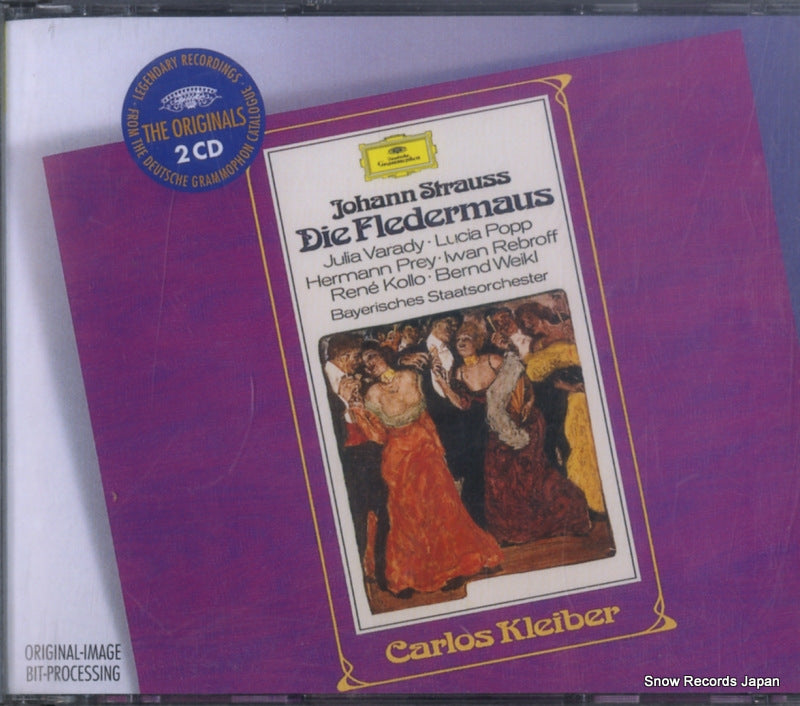 LEGENDARY RECORDINGS
THE ORIGINALS
2 CD
· FROM THE DEUTSCHE GRAMMOPHON CATALOGUE ·
Deutsche
Grammophon
Johann Strauss
Die Fledermaus
Julia Varady · Lucia Popp
Hermann Prey · Iwan Rebroff
René Kollo · Bernd Weikl
Bayerisches Staatsorchester
Carlos Kleiber
ORIGINAL-IMAGE
BIT-PROCESSING
Snow Records Japan